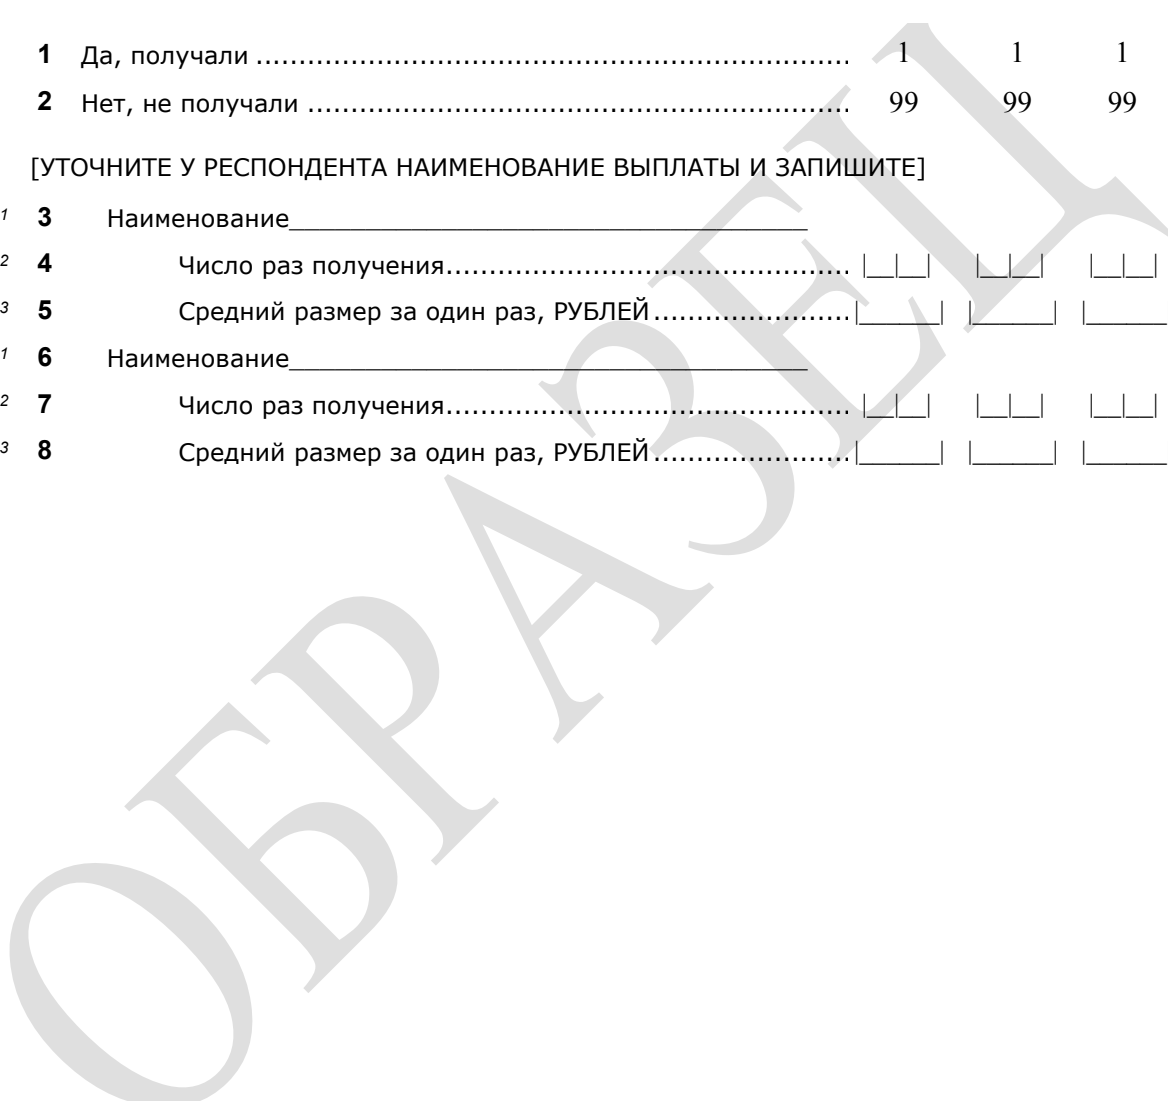 1 Да, получали ........................................................................ 1 1 1
2 Нет, не получали .................................................................. 99 99 99
[УТОЧНИТЕ У РЕСПОНДЕНТА НАИМЕНОВАНИЕ ВЫПЛАТЫ И ЗАПИШИТЕ]
1 3 Наименование______________________________________
2 4 Число раз получения................................................. |__|__| |__|__| |__|__|
3 5 Средний размер за один раз, РУБЛЕЙ........................|______| |______| |______
1 6 Наименование______________________________________
2 7 Число раз получения................................................. |__|__| |__|__| |__|__|
3 8 Средний размер за один раз, РУБЛЕЙ........................|______| |______| |______
ОБРАЗЕЦ